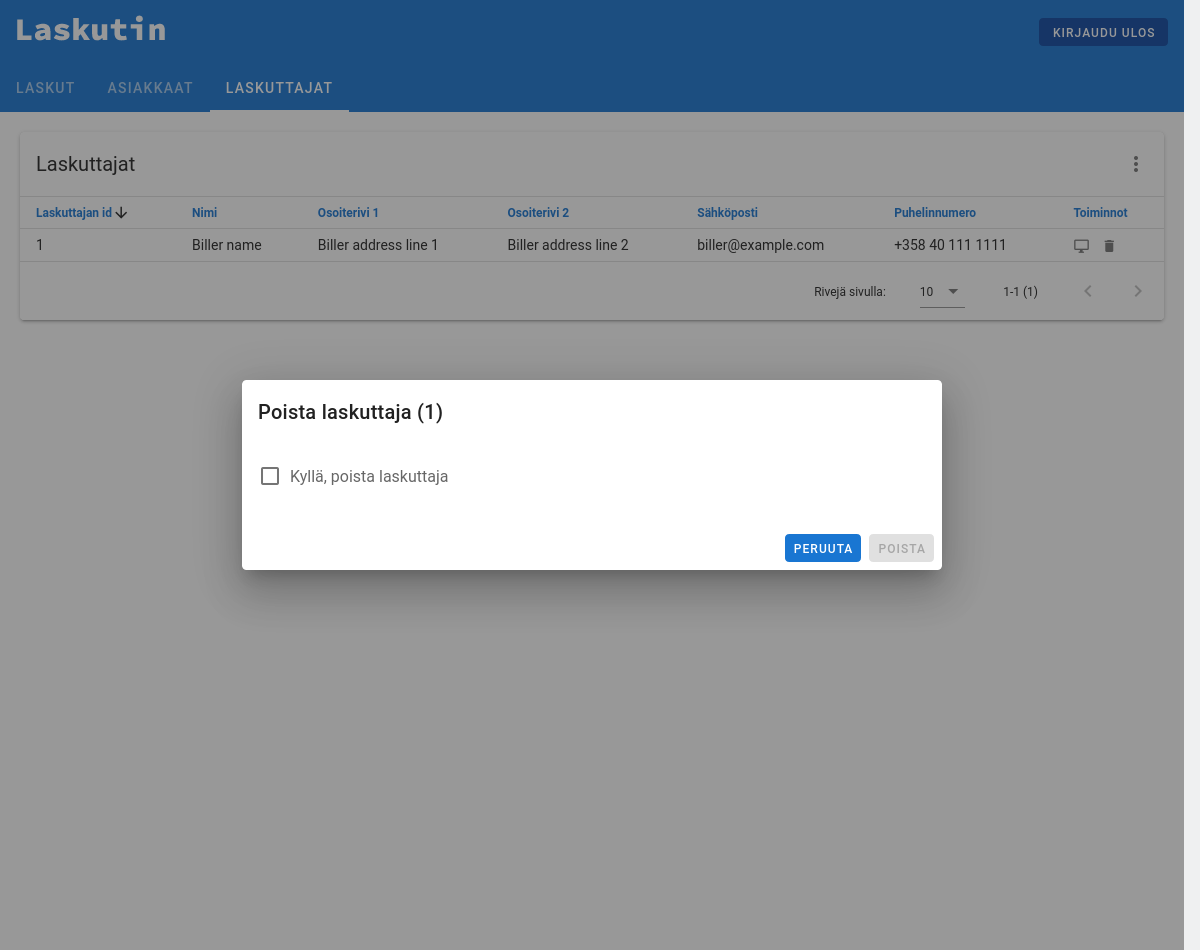 Laskutin
KIRJAUDU ULOS
LASKUT ASIAKKAAT LASKUTTAJAT
Laskuttajat
Laskuttajan id Nimi Osoiterivi 1 Osoiterivi 2 Sähköposti Puhelinnumero Toiminnot
1 Biller name Biller address line 1 Biller address line 2 biller@example.com +358 40 111 1111
Rivejä sivulla: 10 1-1 (1)
Poista laskuttaja (1)
Kyllä, poista laskuttaja
PERUUTA POISTA